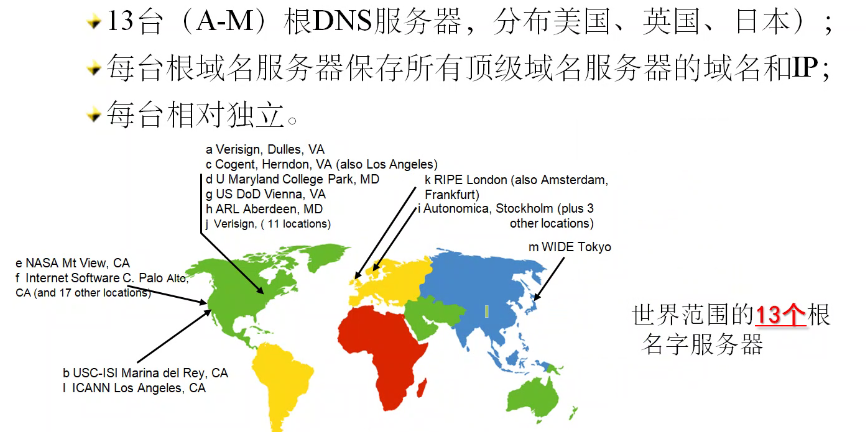 13台（A-M）根DNS服务器，分布美国、英国、日本）；
每台根域名服务器保存所有顶级域名服务器的域名和IP；
每台相对独立。
a Verisign, Dulles, VA
c Cogent, Herndon, VA (also Los Angeles)
d U Maryland College Park, MD
g US DoD Vienna, VA
h ARL Aberdeen, MD
j Verisign, ( 11 locations)
k RIPE London (also Amsterdam,
Frankfurt)
i Autonomica, Stockholm (plus 3
other locations)
m WIDE Tokyo
e NASA Mt View, CA
f Internet Software C. Palo Alto,
CA (and 17 other locations)
b USC-ISI Marina del Rey, CA
l ICANN Los Angeles, CA
世界范围的13个根
名字服务器